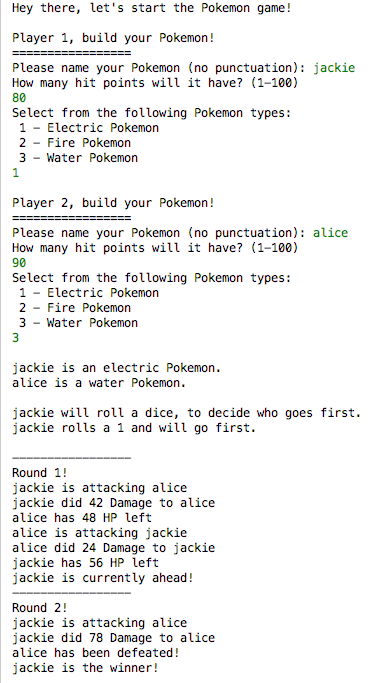 Hey there, let's start the Pokemon game!

Player 1, build your Pokemon!
=================
Please name your Pokemon (no punctuation): jackie
How many hit points will it have? (1-100)
80
Select from the following Pokemon types:
 1 - Electric Pokemon
 2 - Fire Pokemon
 3 - Water Pokemon
1

Player 2, build your Pokemon!
=================
Please name your Pokemon (no punctuation): alice
How many hit points will it have? (1-100)
90
Select from the following Pokemon types:
 1 - Electric Pokemon
 2 - Fire Pokemon
 3 - Water Pokemon
3

jackie is an electric Pokemon.
alice is a water Pokemon.

jackie will roll a dice, to decide who goes first.
jackie rolls a 1 and will go first.

-----------------
Round 1!
jackie is attacking alice
jackie did 42 Damage to alice
alice has 48 HP left
alice is attacking jackie
alice did 24 Damage to jackie
jackie has 56 HP left
jackie is currently ahead!
-----------------
Round 2!
jackie is attacking alice
jackie did 78 Damage to alice
alice has been defeated!
jackie is the winner!